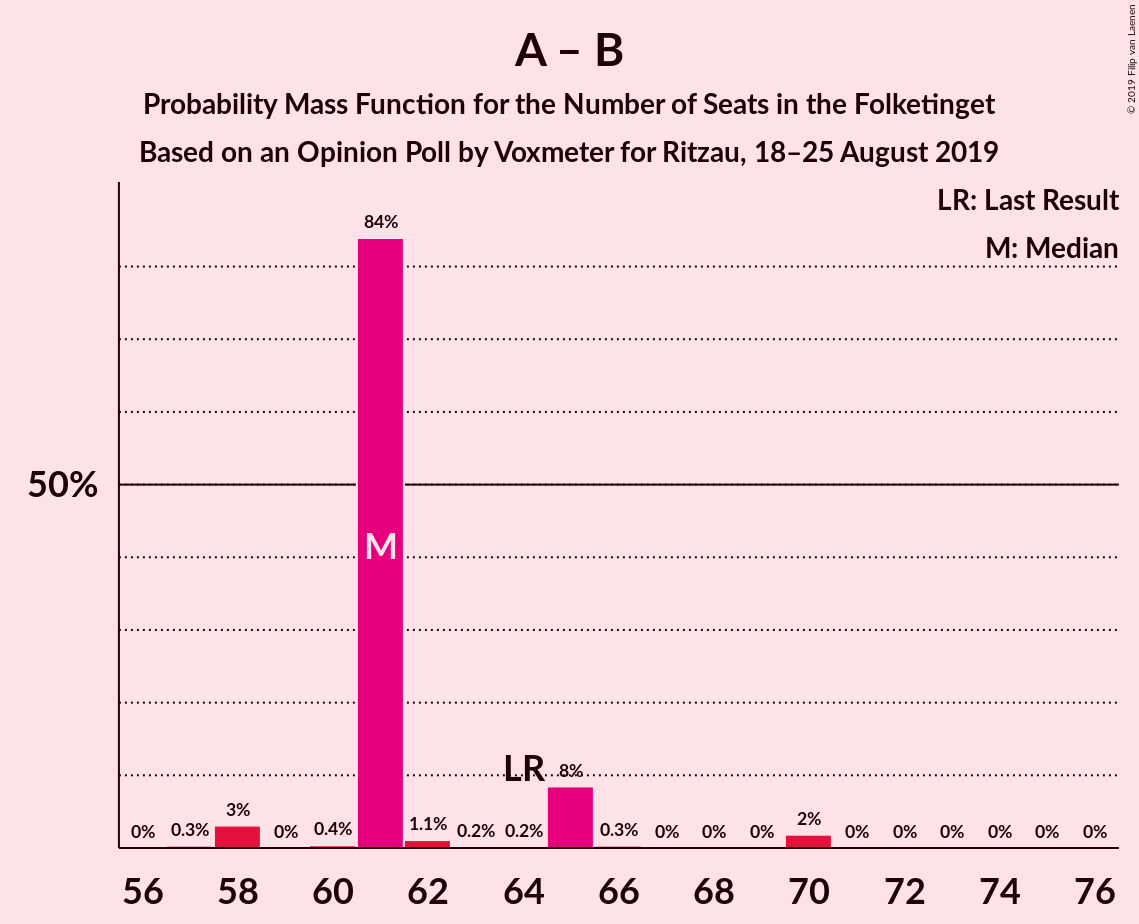 © 2019 Filip van Laenen
A – B
Probability Mass Function for the Number of Seats in the Folketinget
Based on an Opinion Poll by Voxmeter for Ritzau, 18–25 August 2019
LR: Last Result
M: Median
84%
50%
M
LR
0% 0.3% 3% 0% 0.4% 1.1% 0.2% 0.2% 8% 0.3% 0% 0% 0% 2% 0% 0% 0% 0% 0% 0%
56 58 60 62 64 66 68 70 72 74 76